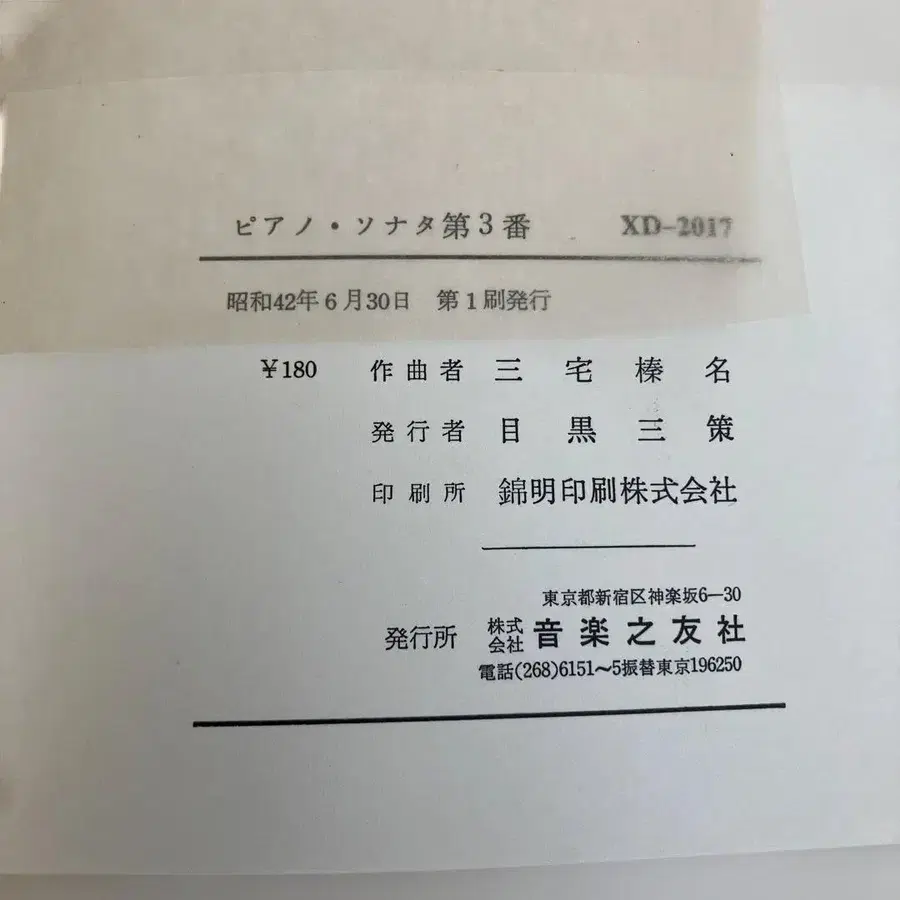 ピアノ・ソナタ第3番 XD-2017
昭和42年6月30日 第1刷発行
¥180 作曲者 三宅榛名
発行者 目黒三策
印刷所 錦明印刷株式会社
東京都新宿区神楽坂6-30
発行所 株式会社 音楽之友社
電話(268)6151〜5振替東京196250